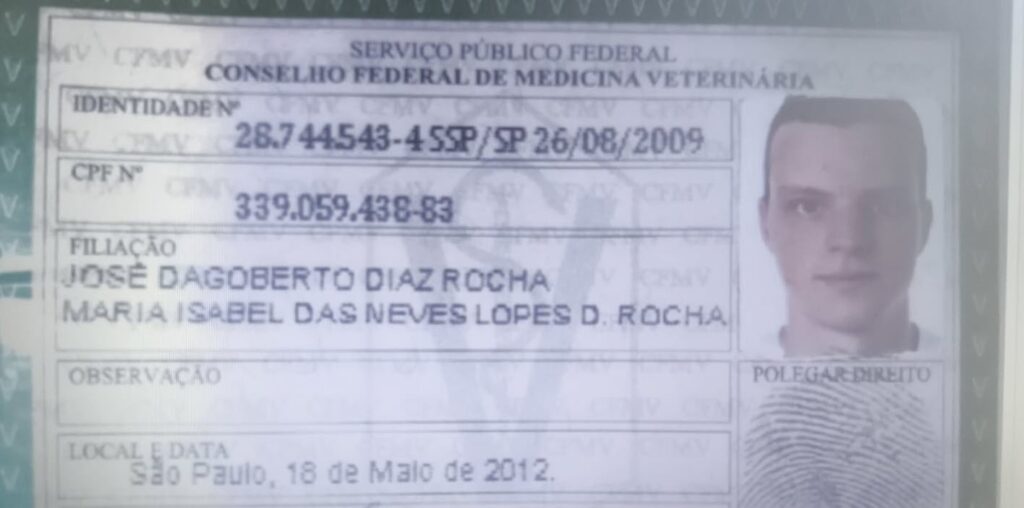 SERVIÇO PÚBLICO FEDERAL
CONSELHO FEDERAL DE MEDICINA VETERINÁRIA
IDENTIDADE Nº
28.744.543-4 SSP/SP 26/08/2009
CPF Nº
339.059.438-83
FILIAÇÃO
JOSÉ DAGOBERTO DIAZ ROCHA
MARIA ISABEL DAS NEVES LOPES D. ROCHA
OBSERVAÇÃO
POLEGAR DIREITO
LOCAL E DATA
São Paulo, 18 de Maio de 2012.